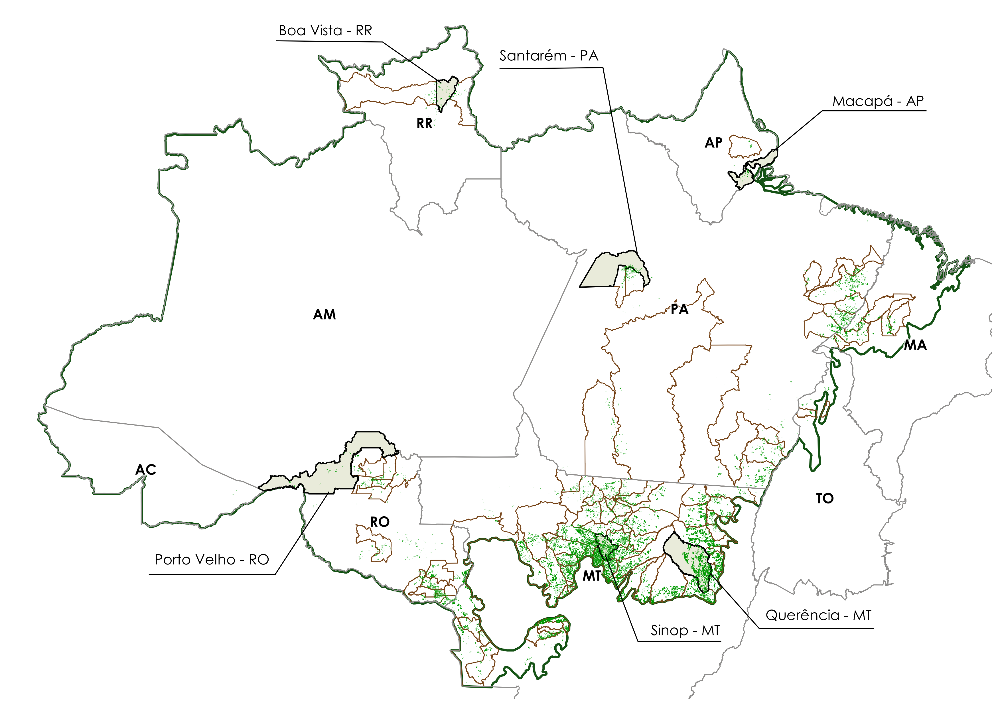 Boa Vista - RR
Santarém - PA
Macapá - AP
RR
AP
AM
PA
MA
AC
TO
RO
Porto Velho - RO
MT
Querência - MT
Sinop - MT